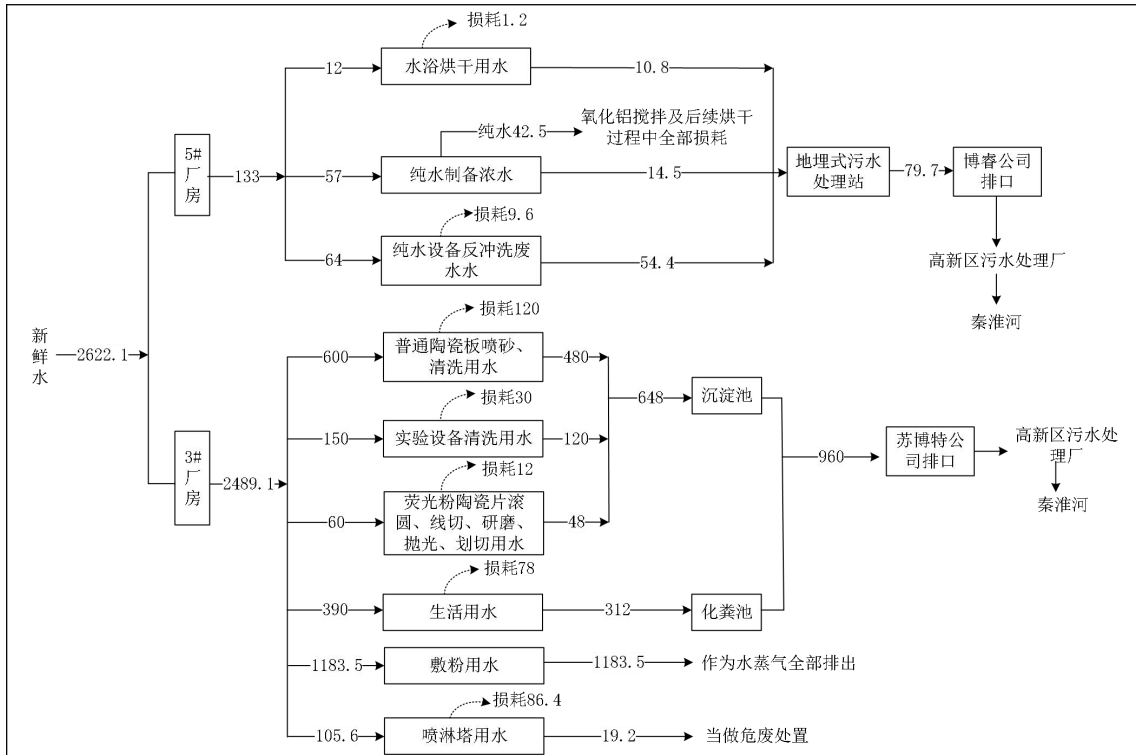 损耗1.2
12
水浴烘干用水
10.8
氧化铝搅拌及后续烘干
过程中全部损耗
纯水42.5
5#
厂
房
133
57
纯水制备浓水
14.5
地埋式污水
处理站
79.7
博睿公司
排口
损耗9.6
64
纯水设备反冲洗废
水水
54.4
高新区污水处理厂
秦淮河
新
鲜
水
2622.1
损耗120
600
普通陶瓷板喷砂、
清洗用水
480
损耗30
648
沉淀池
150
实验设备清洗用水
120
3#
厂
房
2489.1
损耗12
60
荧光粉陶瓷片滚
圆、线切、研磨、
抛光、划切用水
48
960
苏博特公
司排口
高新区污水处
理厂
秦淮河
损耗78
390
生活用水
312
化粪池
1183.5
敷粉用水
1183.5
作为水蒸气全部排出
损耗86.4
105.6
喷淋塔用水
19.2
当做危废处置